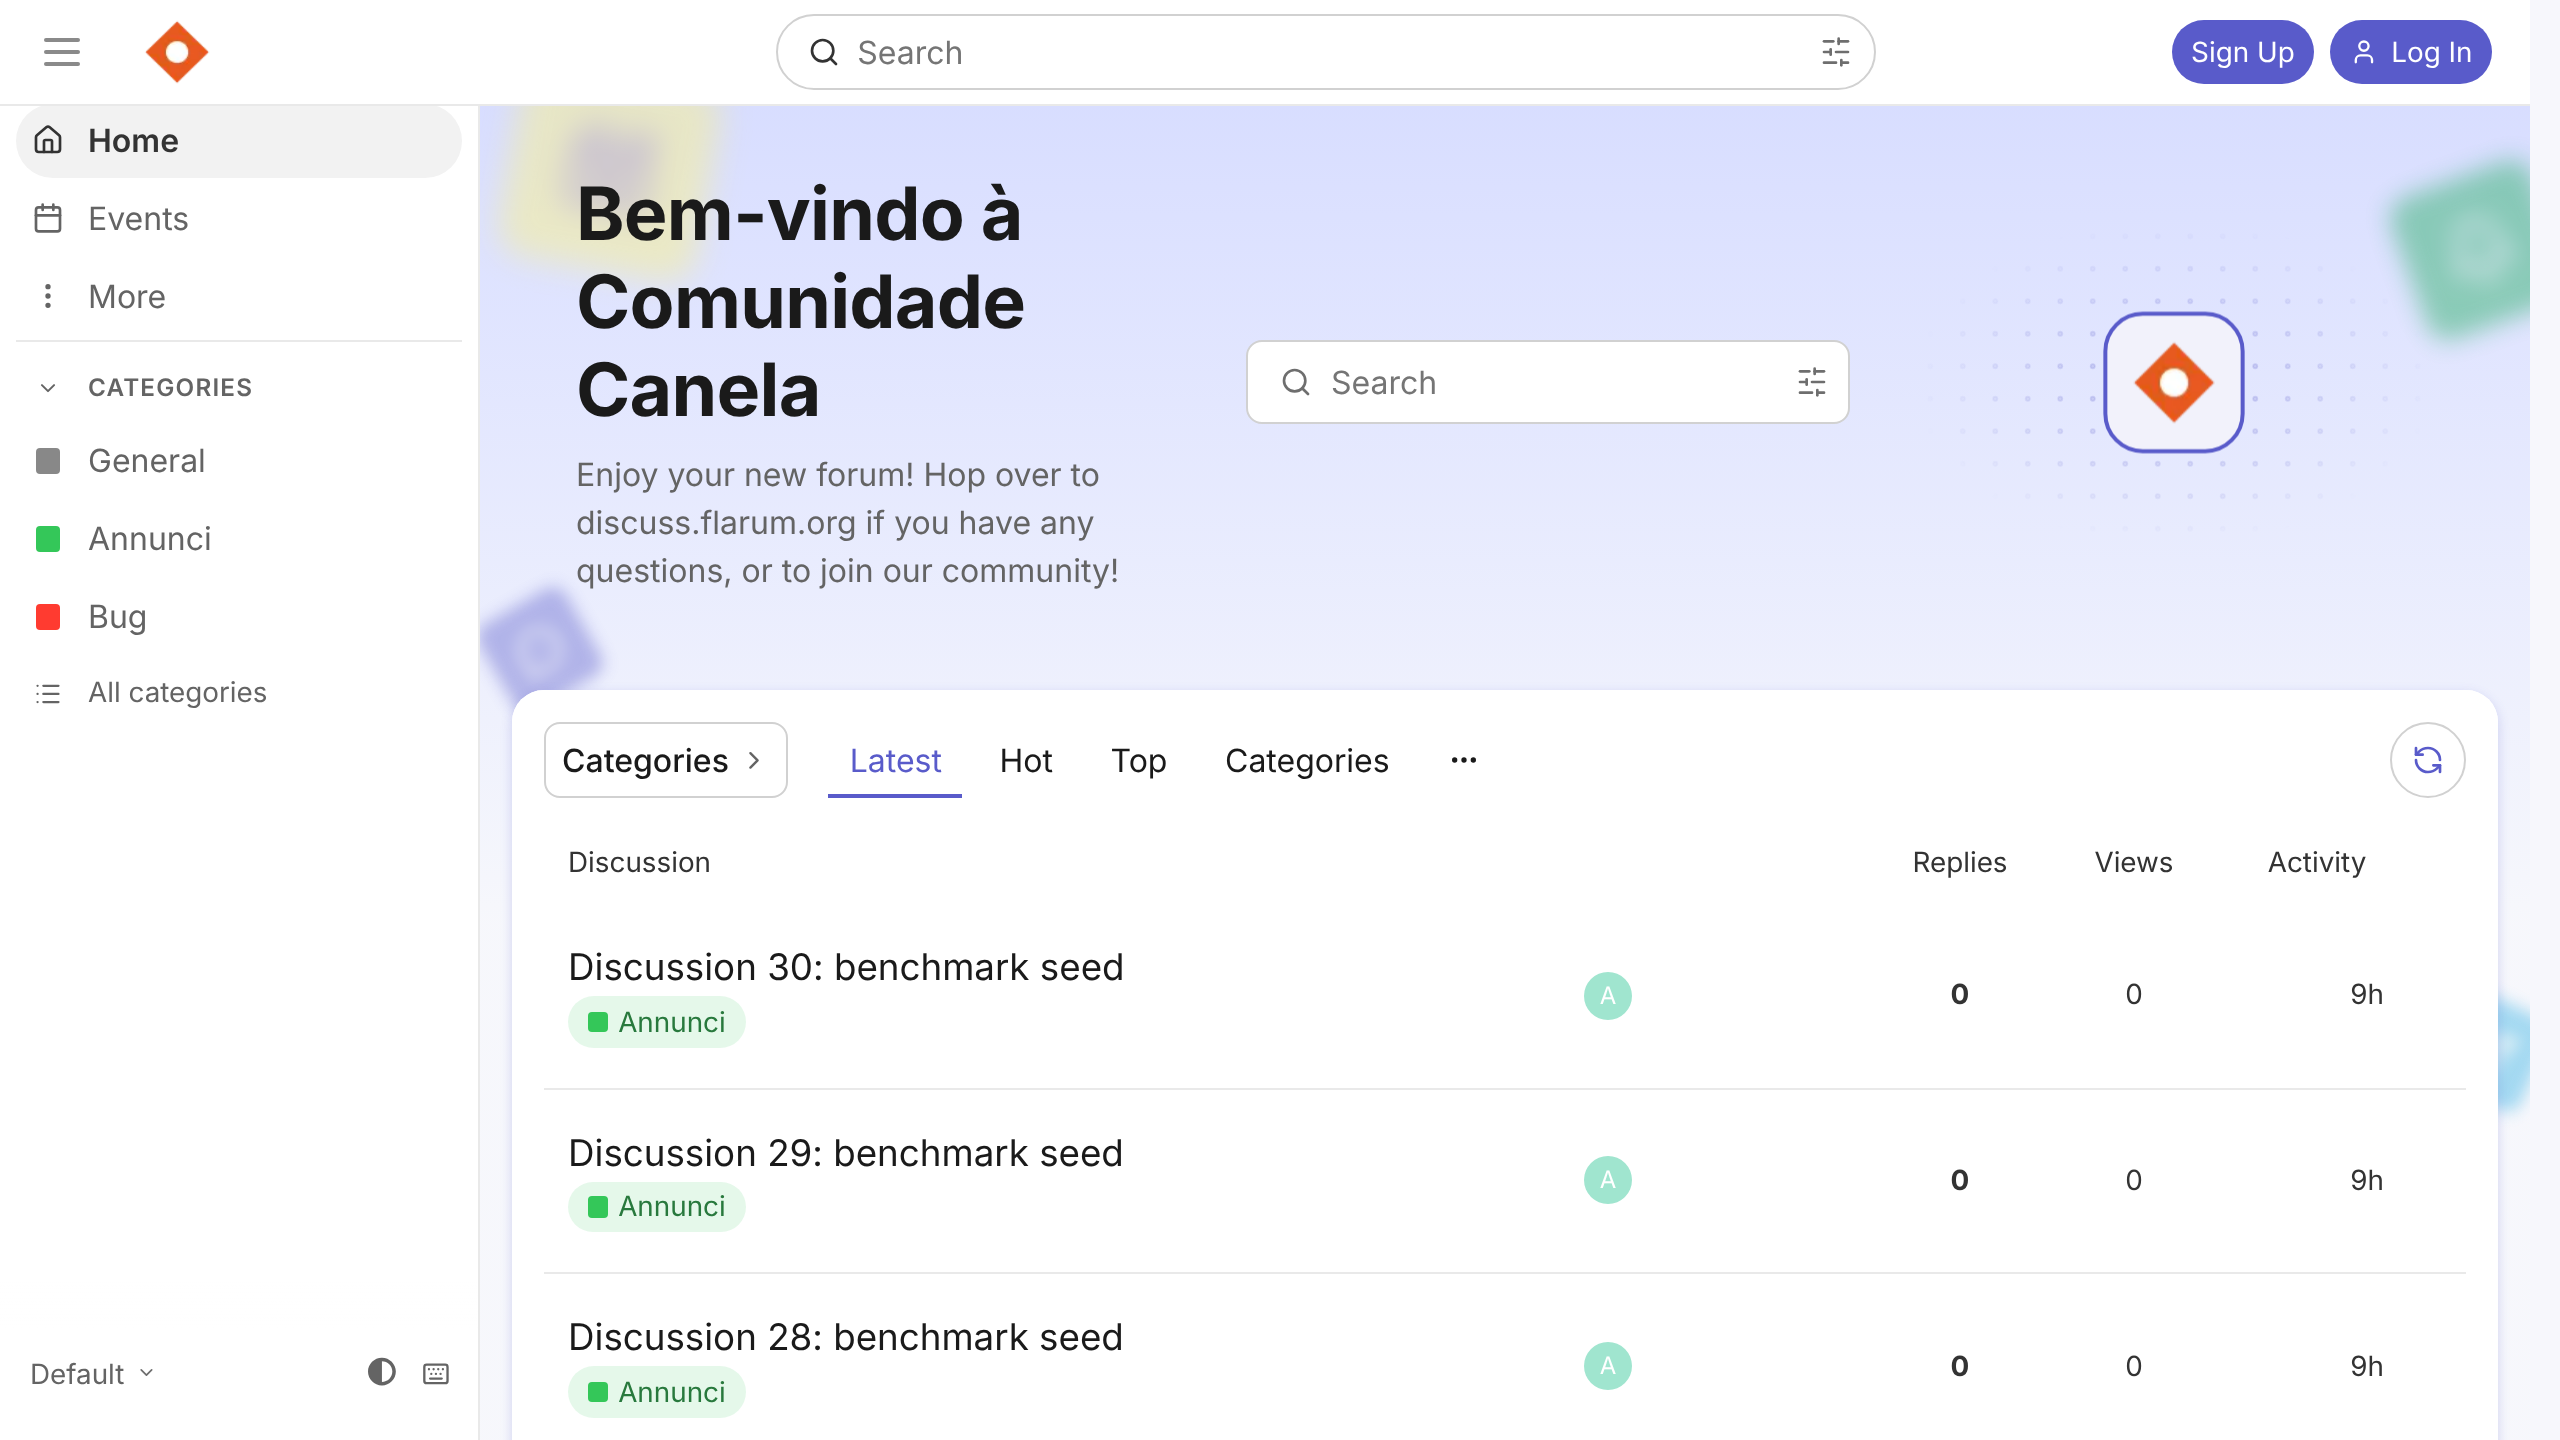 Search
Sign Up
Log In
Home
Events
More
CATEGORIES
General
Annunci
Bug
All categories
Default
Bem-vindo à
Comunidade
Canela
Enjoy your new forum! Hop over to
discuss.flarum.org if you have any
questions, or to join our community!
Search
Categories
Latest
Hot
Top
Categories
Discussion
Replies
Views
Activity
Discussion 30: benchmark seed
Annunci
A
0
0
9h
Discussion 29: benchmark seed
Annunci
A
0
0
9h
Discussion 28: benchmark seed
Annunci
A
0
0
9h